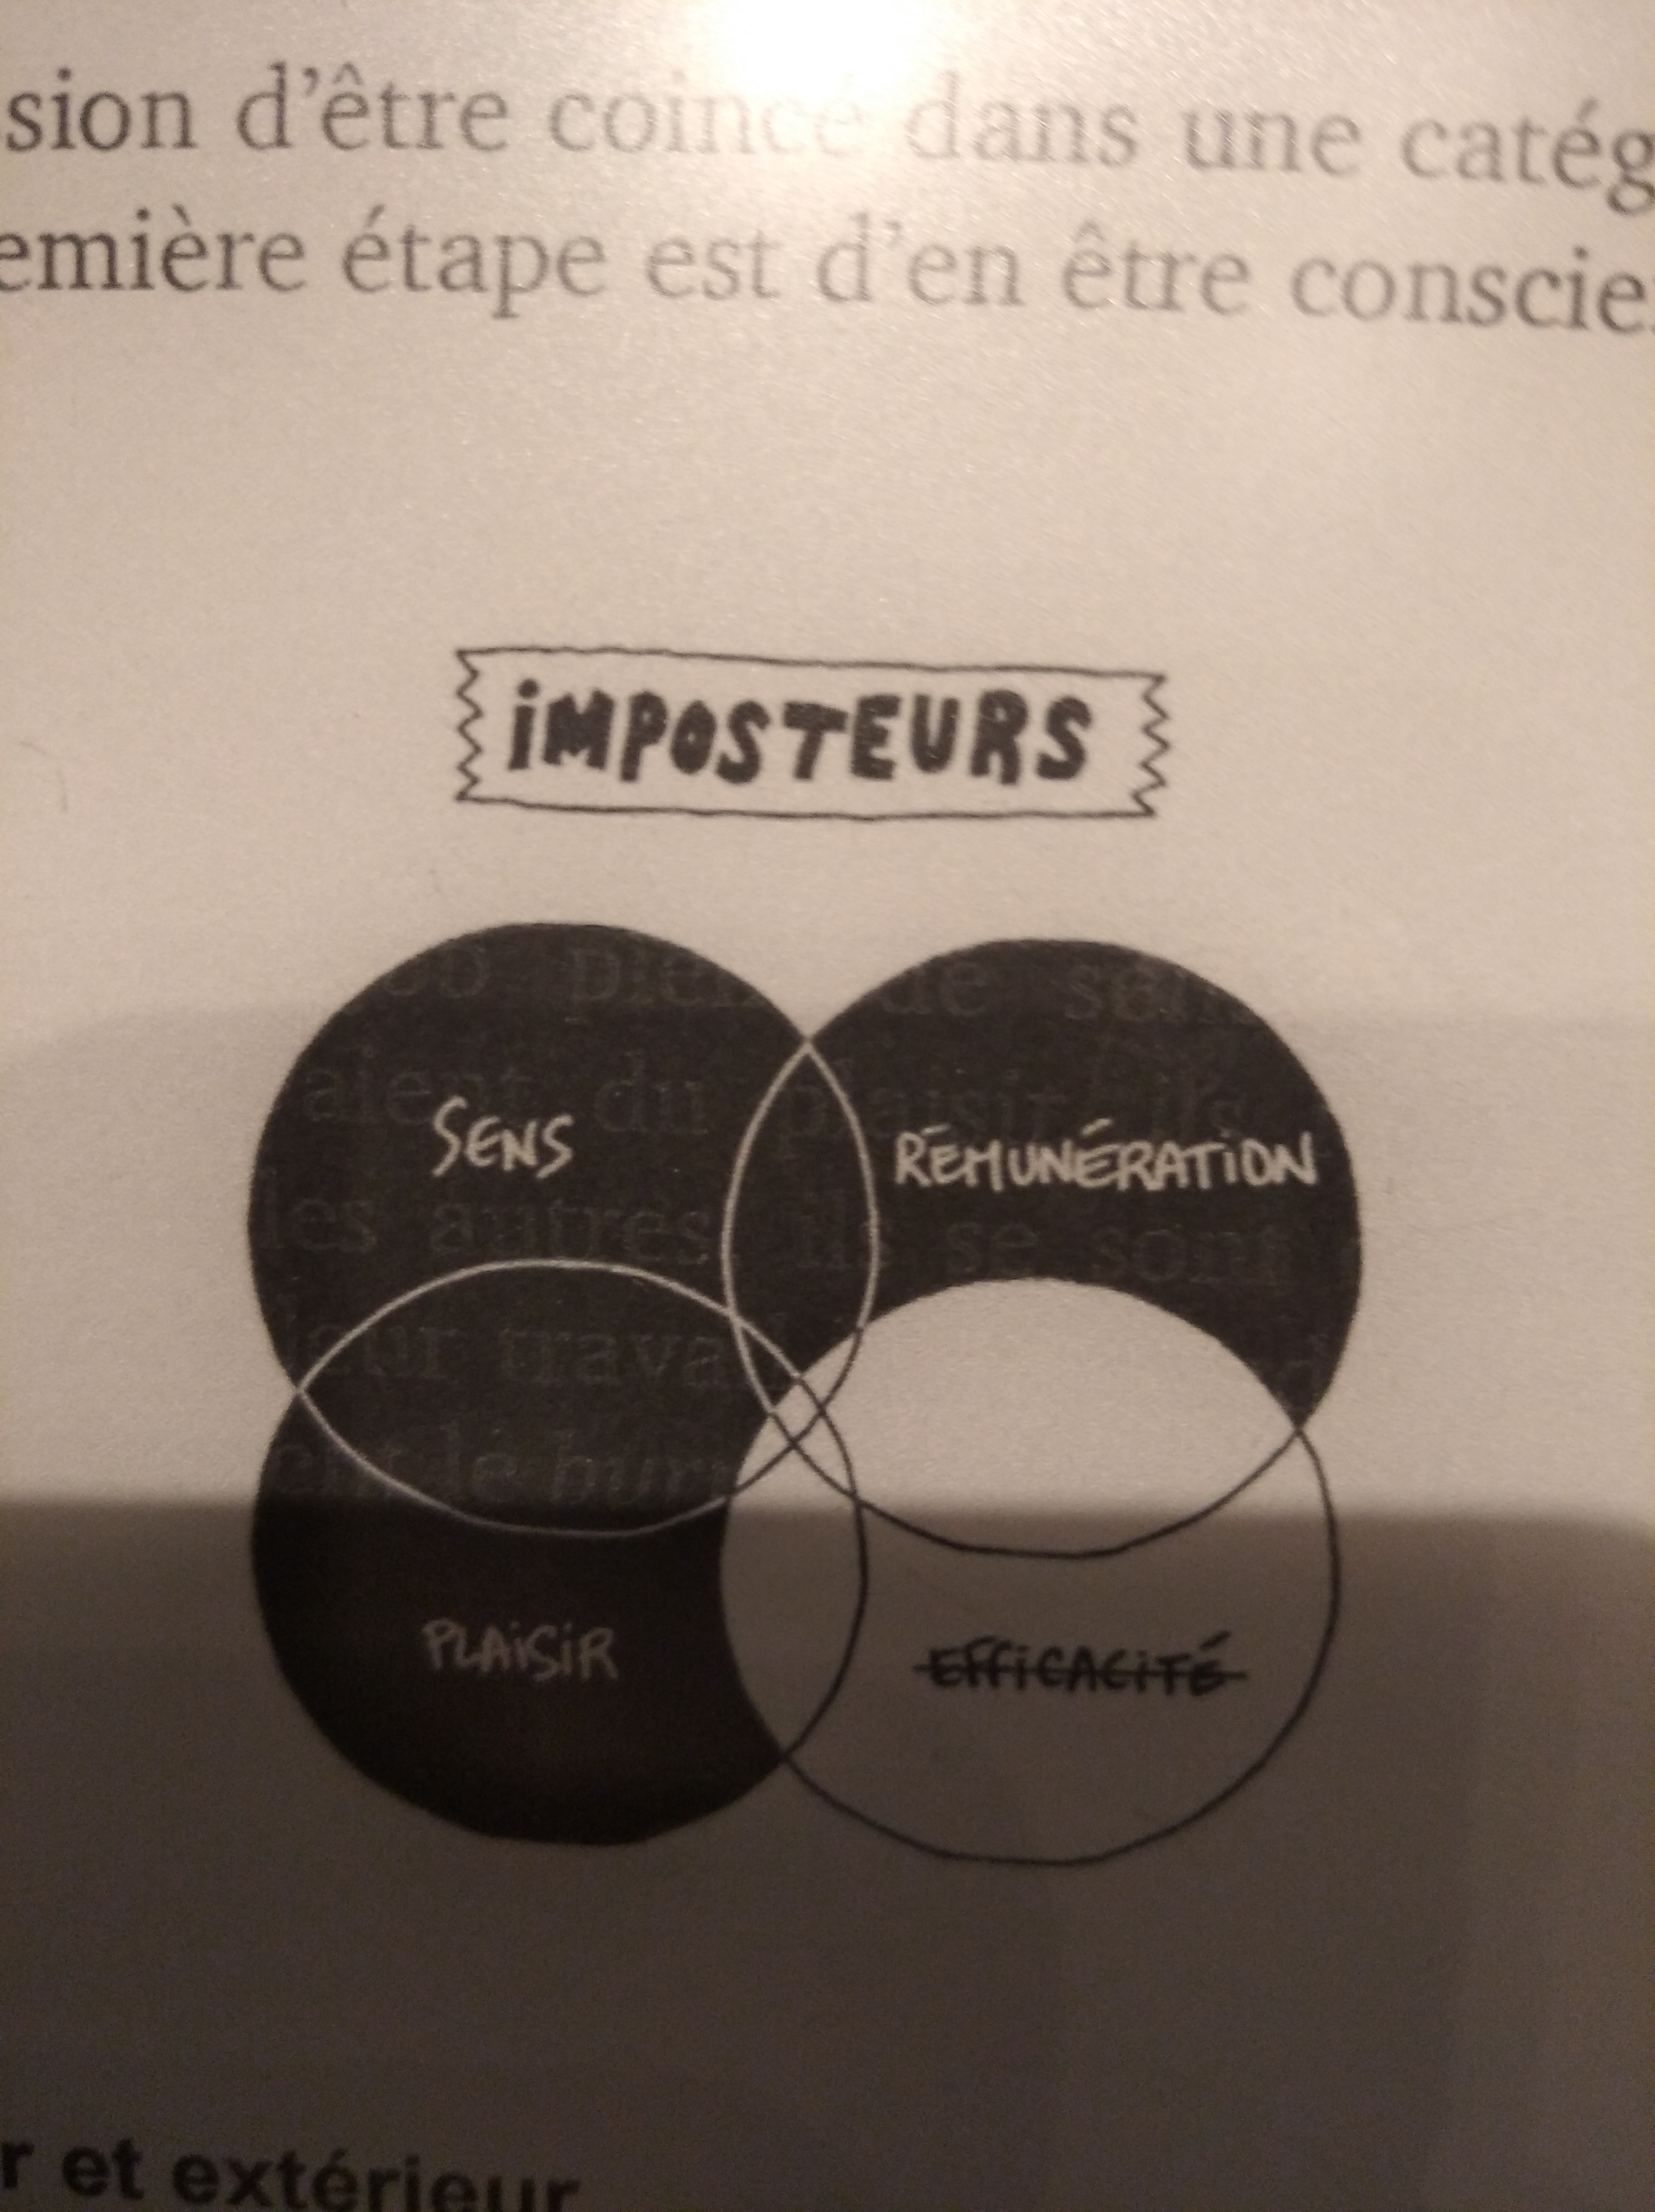 sion d'être coincé dans une catég
emière étape est d'en être conscie
iMPOSTEURS
SENS
RÉMUNÉRATiON
PLAiSiR
EFFiCACiTÉ
r et extérieur